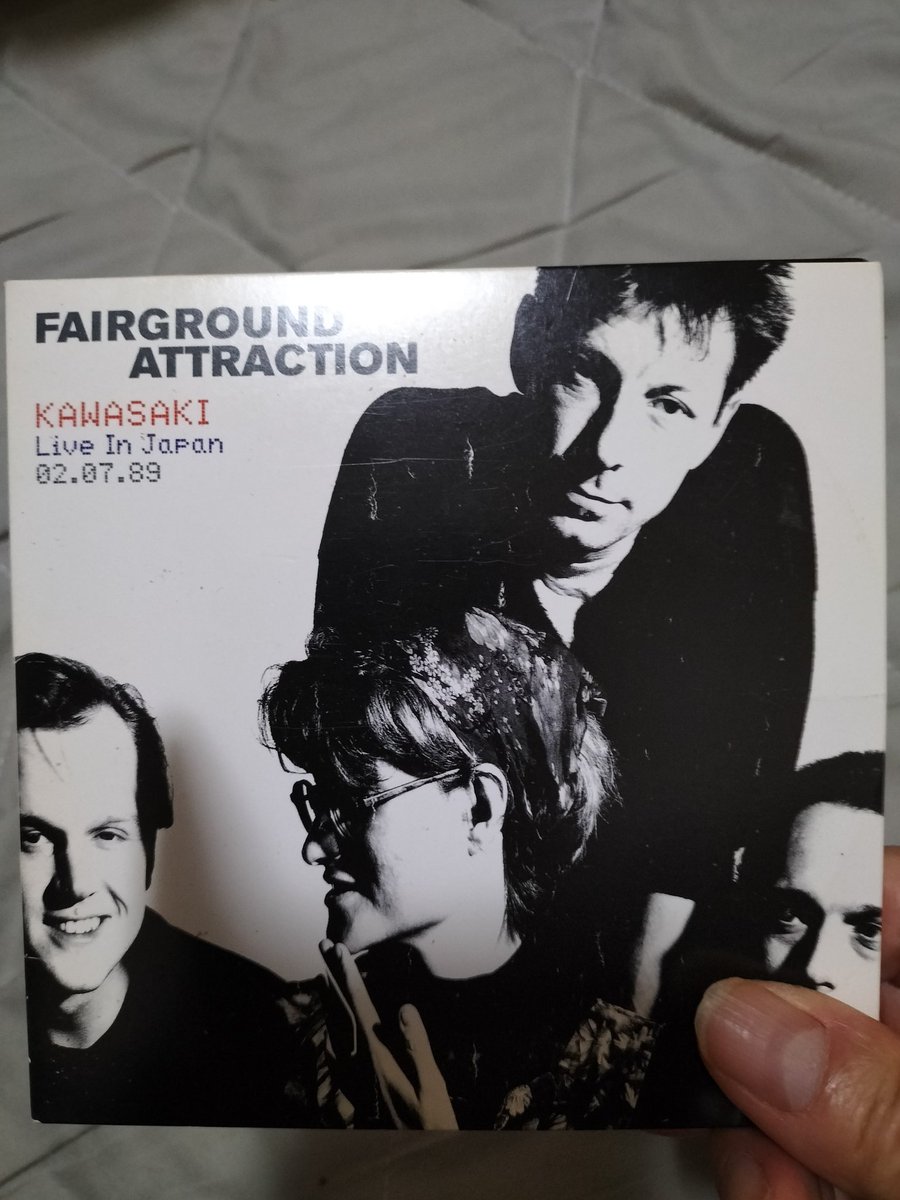 FAIRGROUND
ATTRACTION
KAWASAKI
Live In Japan
02.07.89